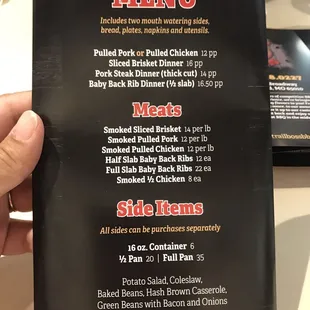 MENU
Includes two mouth watering sides,
bread, plates, napkins and utensils.
Pulled Pork or Pulled Chicken 12 pp
Sliced Brisket Dinner 16 pp
Pork Steak Dinner (thick cut) 14 pp
Baby Back Rib Dinner (½ slab) 16.50 pp
Meats
Smoked Sliced Brisket 14 per lb
Smoked Pulled Pork 12 per lb
Smoked Pulled Chicken 12 per lb
Half Slab Baby Back Ribs 12 ea
Full Slab Baby Back Ribs 22 ea
Smoked ½ Chicken 8 ea
Side Items
All sides can be purchases separately
16 oz. Container 6
½ Pan 20 | Full Pan 35
Potato Salad, Coleslaw,
Baked Beans, Hash Brown Casserole,
Green Beans with Bacon and Onions
8.0227
Broadway